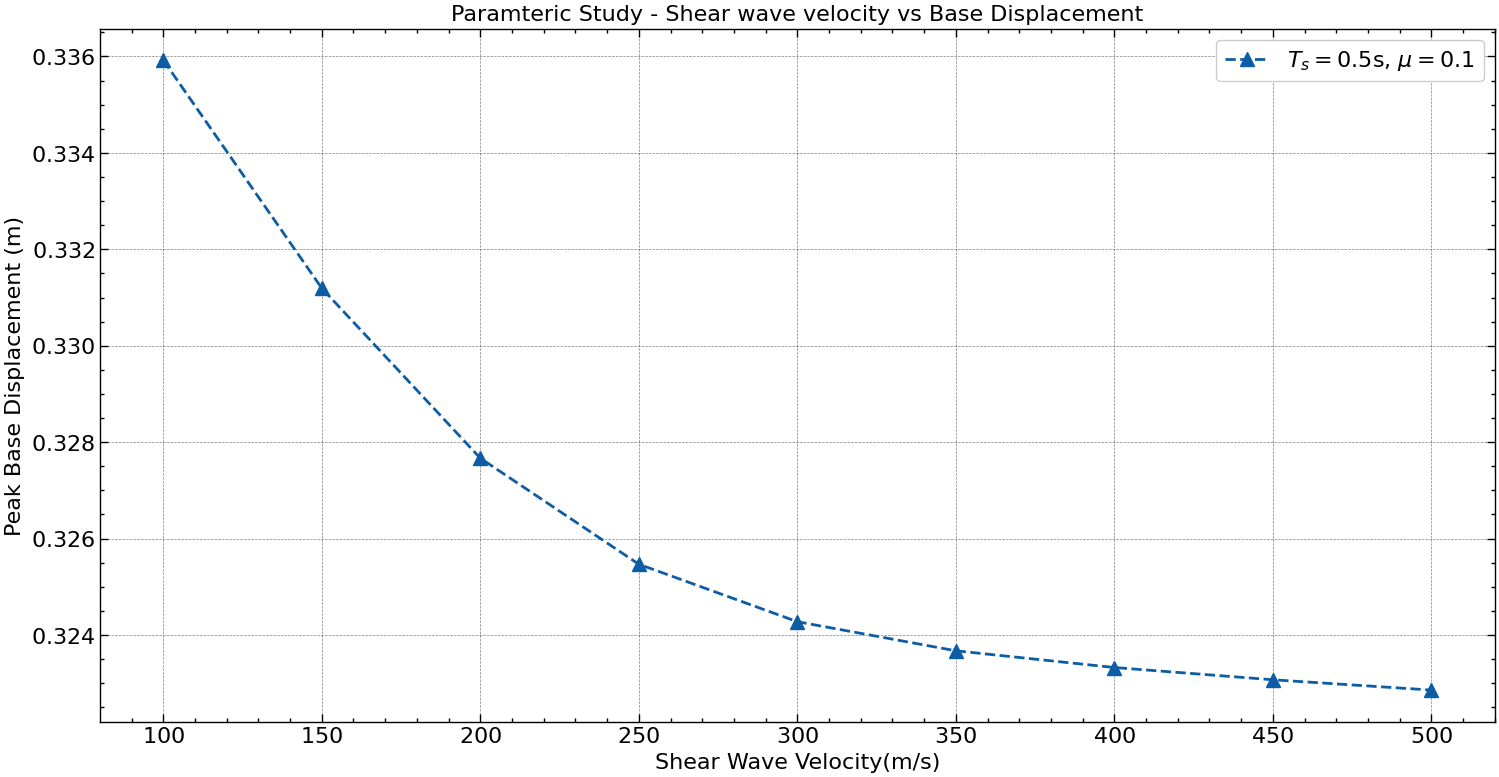 Paramteric Study - Shear wave velocity vs Base Displacement
T_s = 0.5s, μ = 0.1
Peak Base Displacement (m)
0.336
0.334
0.332
0.330
0.328
0.326
0.324
100 150 200 250 300 350 400 450 500
Shear Wave Velocity(m/s)